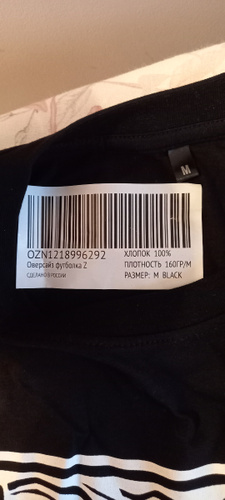 M
OZN1218996292
Оверсайз футболка Z
СДЕЛАНО В РОССИИ
ХЛОПОК 100%
ПЛОТНОСТЬ 160ГР/М
РАЗМЕР: M BLACK